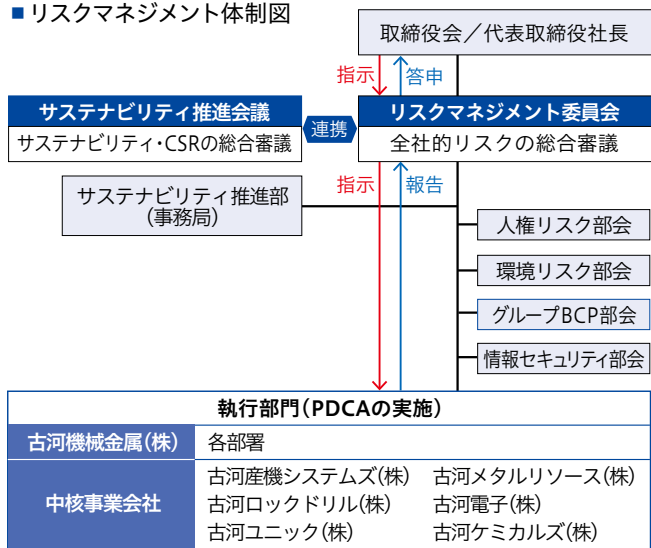 ■ リスクマネジメント体制図
取締役会／代表取締役社長
指示
答申
サステナビリティ推進会議
サステナビリティ・CSRの総合審議
連携
リスクマネジメント委員会
全社的リスクの総合審議
指示
報告
サステナビリティ推進部
（事務局）
人権リスク部会
環境リスク部会
グループBCP部会
情報セキュリティ部会
執行部門（PDCAの実施）
古河機械金属（株） 各部署
中核事業会社
古河産機システムズ（株） 古河メタルリソース（株）
古河ロックドリル（株） 古河電子（株）
古河ユニック（株） 古河ケミカルズ（株）